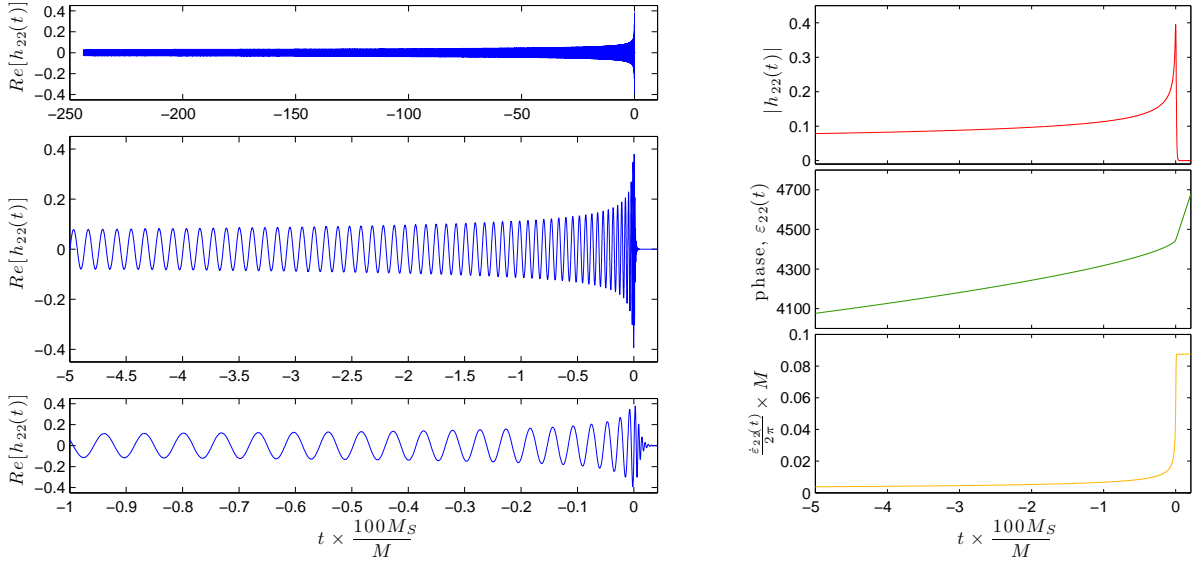 Re[h₂₂(t)]
0.4
0.2
0
−0.2
−0.4
−250 −200 −150 −100 −50 0
Re[h₂₂(t)]
0.4
0.2
0
−0.2
−0.4
−5 −4.5 −4 −3.5 −3 −2.5 −2 −1.5 −1 −0.5 0
Re[h₂₂(t)]
0.4
0.2
0
−0.2
−0.4
−1 −0.9 −0.8 −0.7 −0.6 −0.5 −0.4 −0.3 −0.2 −0.1 0
t × 100M_S/M
|h₂₂(t)|
0.4
0.3
0.2
0.1
0
phase, ε₂₂(t)
4700
4500
4300
4100
ε̇₂₂(t)/2π × M
0.1
0.08
0.06
0.04
0.02
0
−5 −4 −3 −2 −1 0
t × 100M_S/M